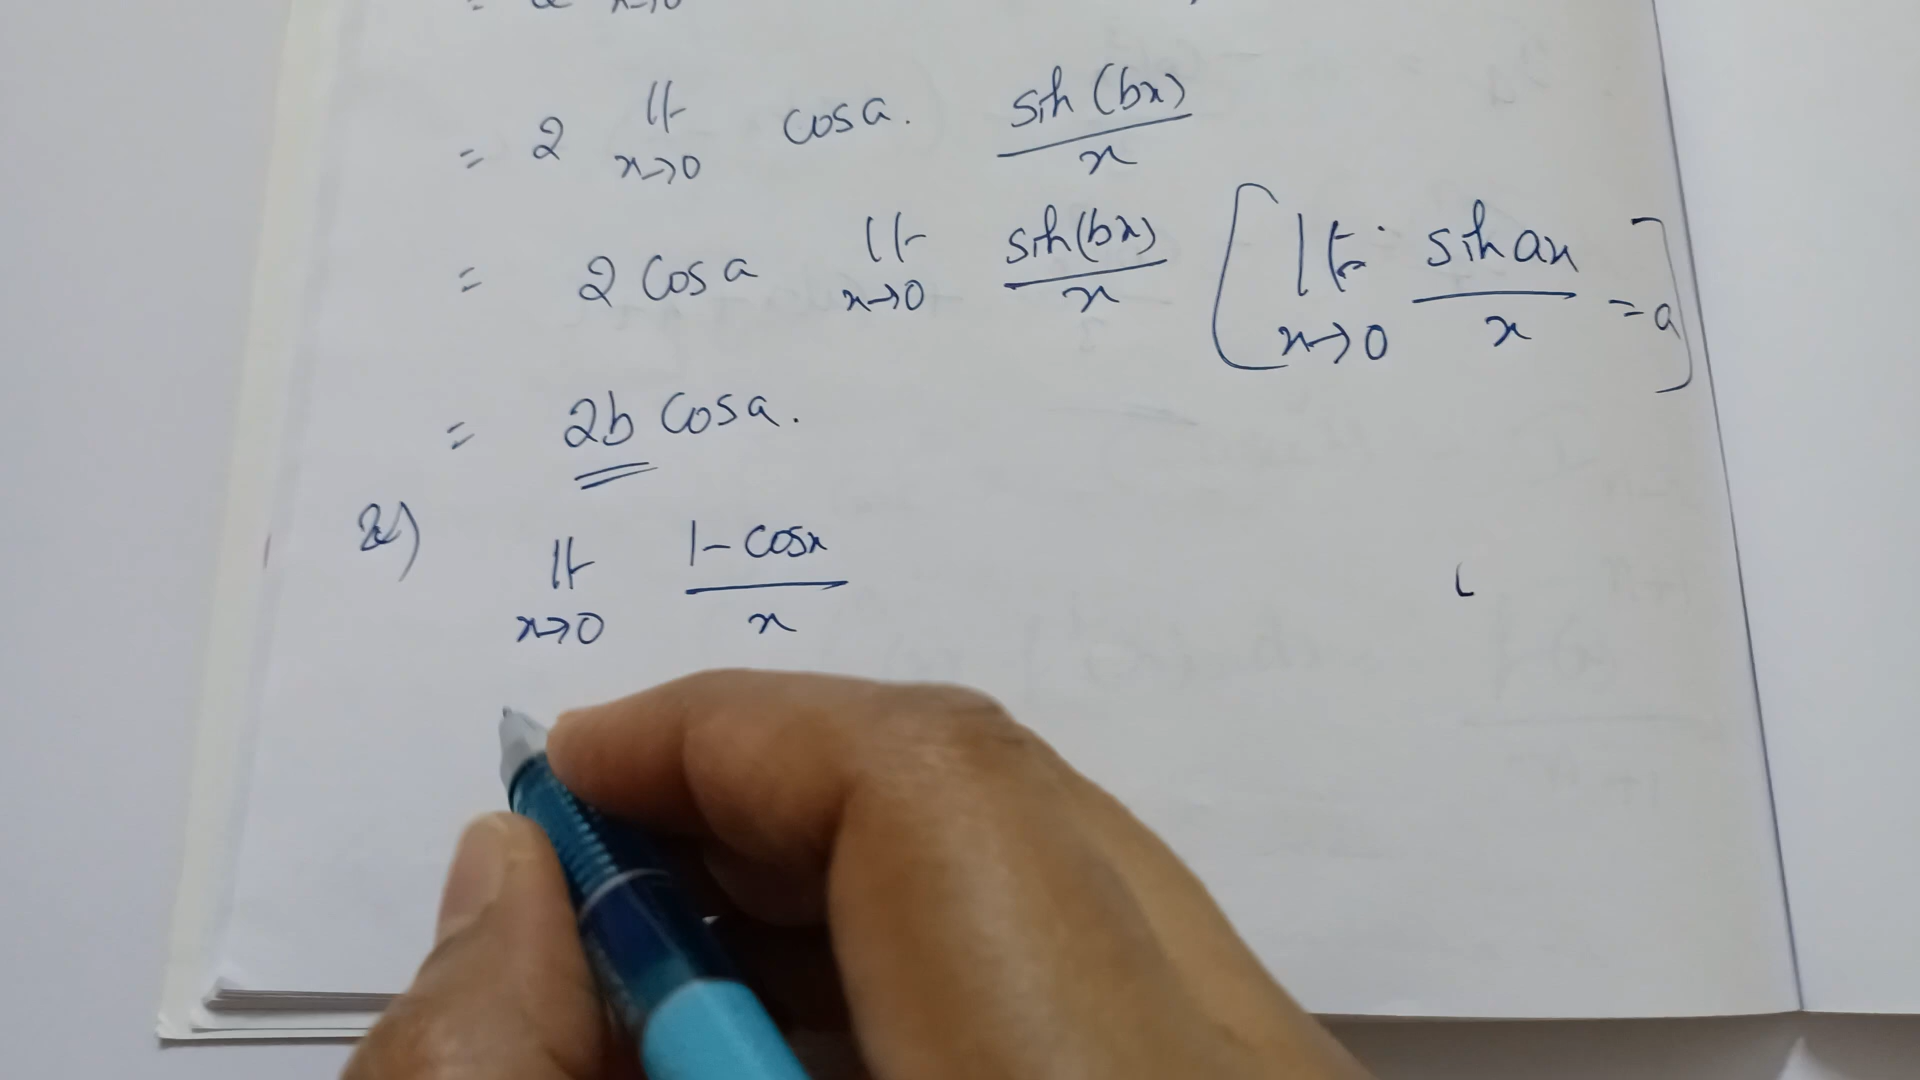 = 2 lt x→0 cos a. sin(bx)/x
= 2 cos a lt x→0 sin(bx)/x [lt x→0 sin ax/x = a]
= 2b cos a.
2) lt x→0 1 - cos x/x